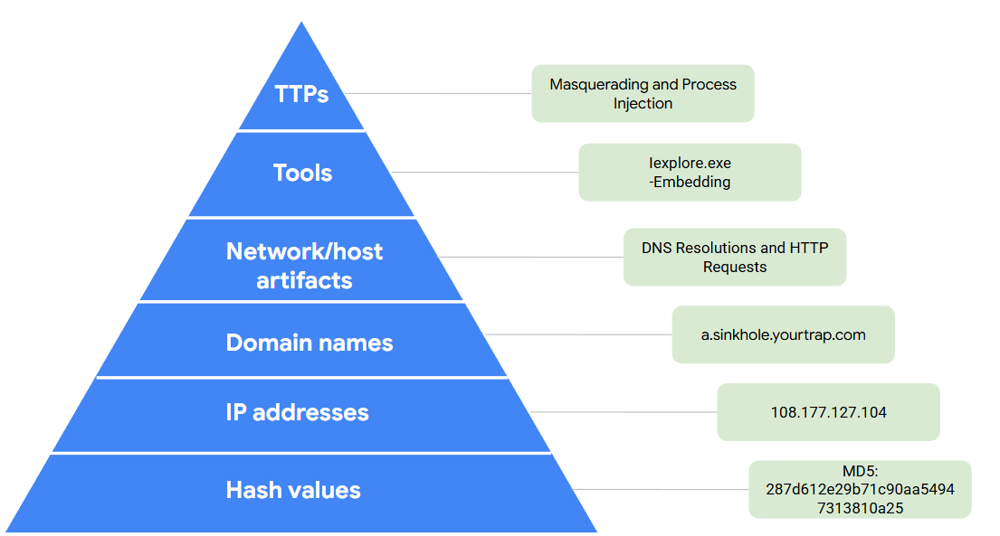 TTPs
Masquerading and Process
Injection
Tools
Iexplore.exe
-Embedding
Network/host
artifacts
DNS Resolutions and HTTP
Requests
Domain names
a.sinkhole.yourtrap.com
IP addresses
108.177.127.104
Hash values
MD5:
287d612e29b71c90aa5494
7313810a25